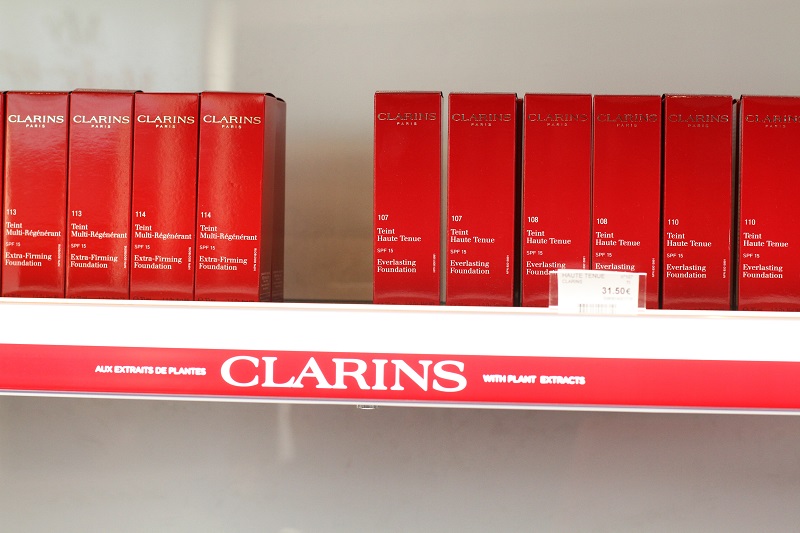 CLARINS
PARIS
113
Teint
Multi-Régénérant
SPF 15
Extra-Firming
Foundation
CLARINS
PARIS
113
Teint
Multi-Régénérant
SPF 15
Extra-Firming
Foundation
CLARINS
PARIS
114
Teint
Multi-Régénérant
SPF 15
Extra-Firming
Foundation
CLARINS
PARIS
114
Teint
Multi-Régénérant
SPF 15
Extra-Firming
Foundation
CLARINS
PARIS
107
Teint
Haute Tenue
SPF 15
Everlasting
Foundation
CLARINS
PARIS
107
Teint
Haute Tenue
SPF 15
Everlasting
Foundation
CLARINS
PARIS
108
Teint
Haute Tenue
SPF 15
Everlasting
Foundation
CLARINS
PARIS
108
Teint
Haute Tenue
SPF 15
Everlasting
CLARINS
PARIS
110
Teint
Haute Tenue
SPF 15
Everlasting
Foundation
CLARINS
PARIS
110
Teint
Haute Tenue
SPF 15
Everlasting
Foundation
HAUTE TENUE
CLARINS
31.50€
AUX EXTRAITS DE PLANTES CLARINS WITH PLANT EXTRACTS